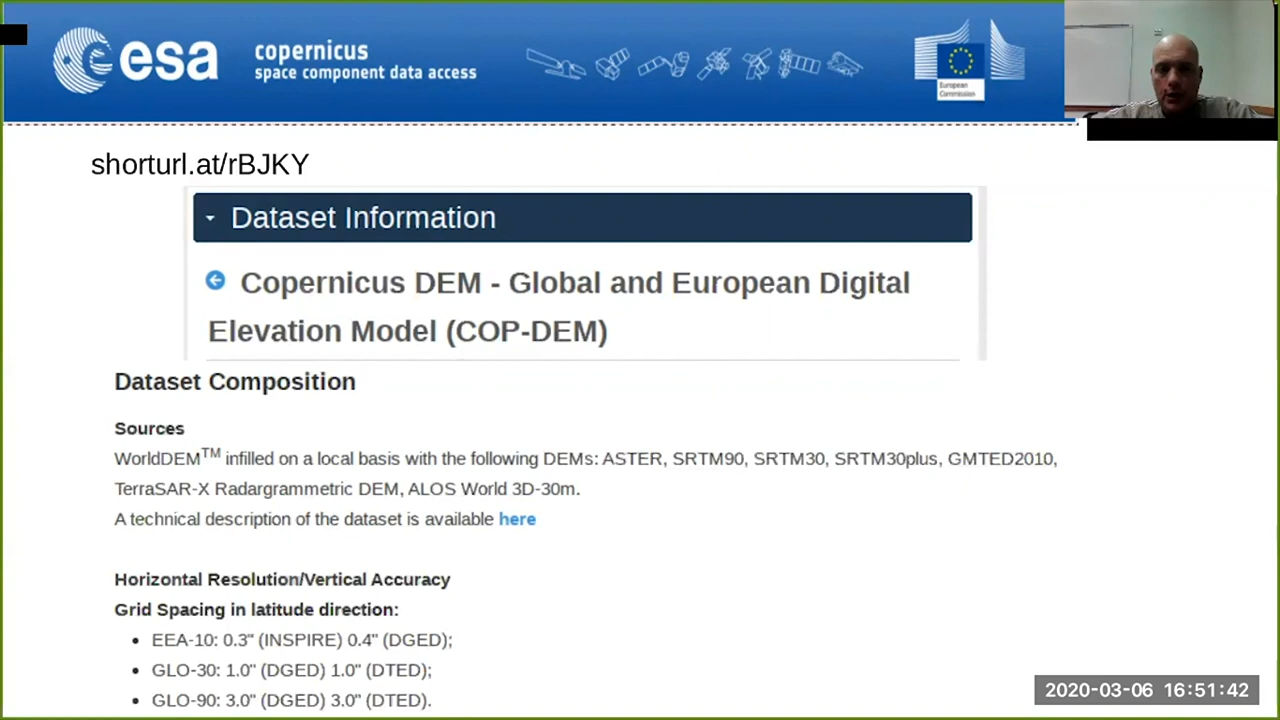 esa
copernicus
space component data access
European
Commission
shorturl.at/rBJKY
Dataset Information
Copernicus DEM - Global and European Digital
Elevation Model (COP-DEM)
Dataset Composition
Sources
WorldDEM™ infilled on a local basis with the following DEMs: ASTER, SRTM90, SRTM30, SRTM30plus, GMTED2010,
TerraSAR-X Radargrammetric DEM, ALOS World 3D-30m.
A technical description of the dataset is available here
Horizontal Resolution/Vertical Accuracy
Grid Spacing in latitude direction:
• EEA-10: 0.3" (INSPIRE) 0.4" (DGED);
• GLO-30: 1.0" (DGED) 1.0" (DTED);
• GLO-90: 3.0" (DGED) 3.0" (DTED).
2020-03-06 16:51:42